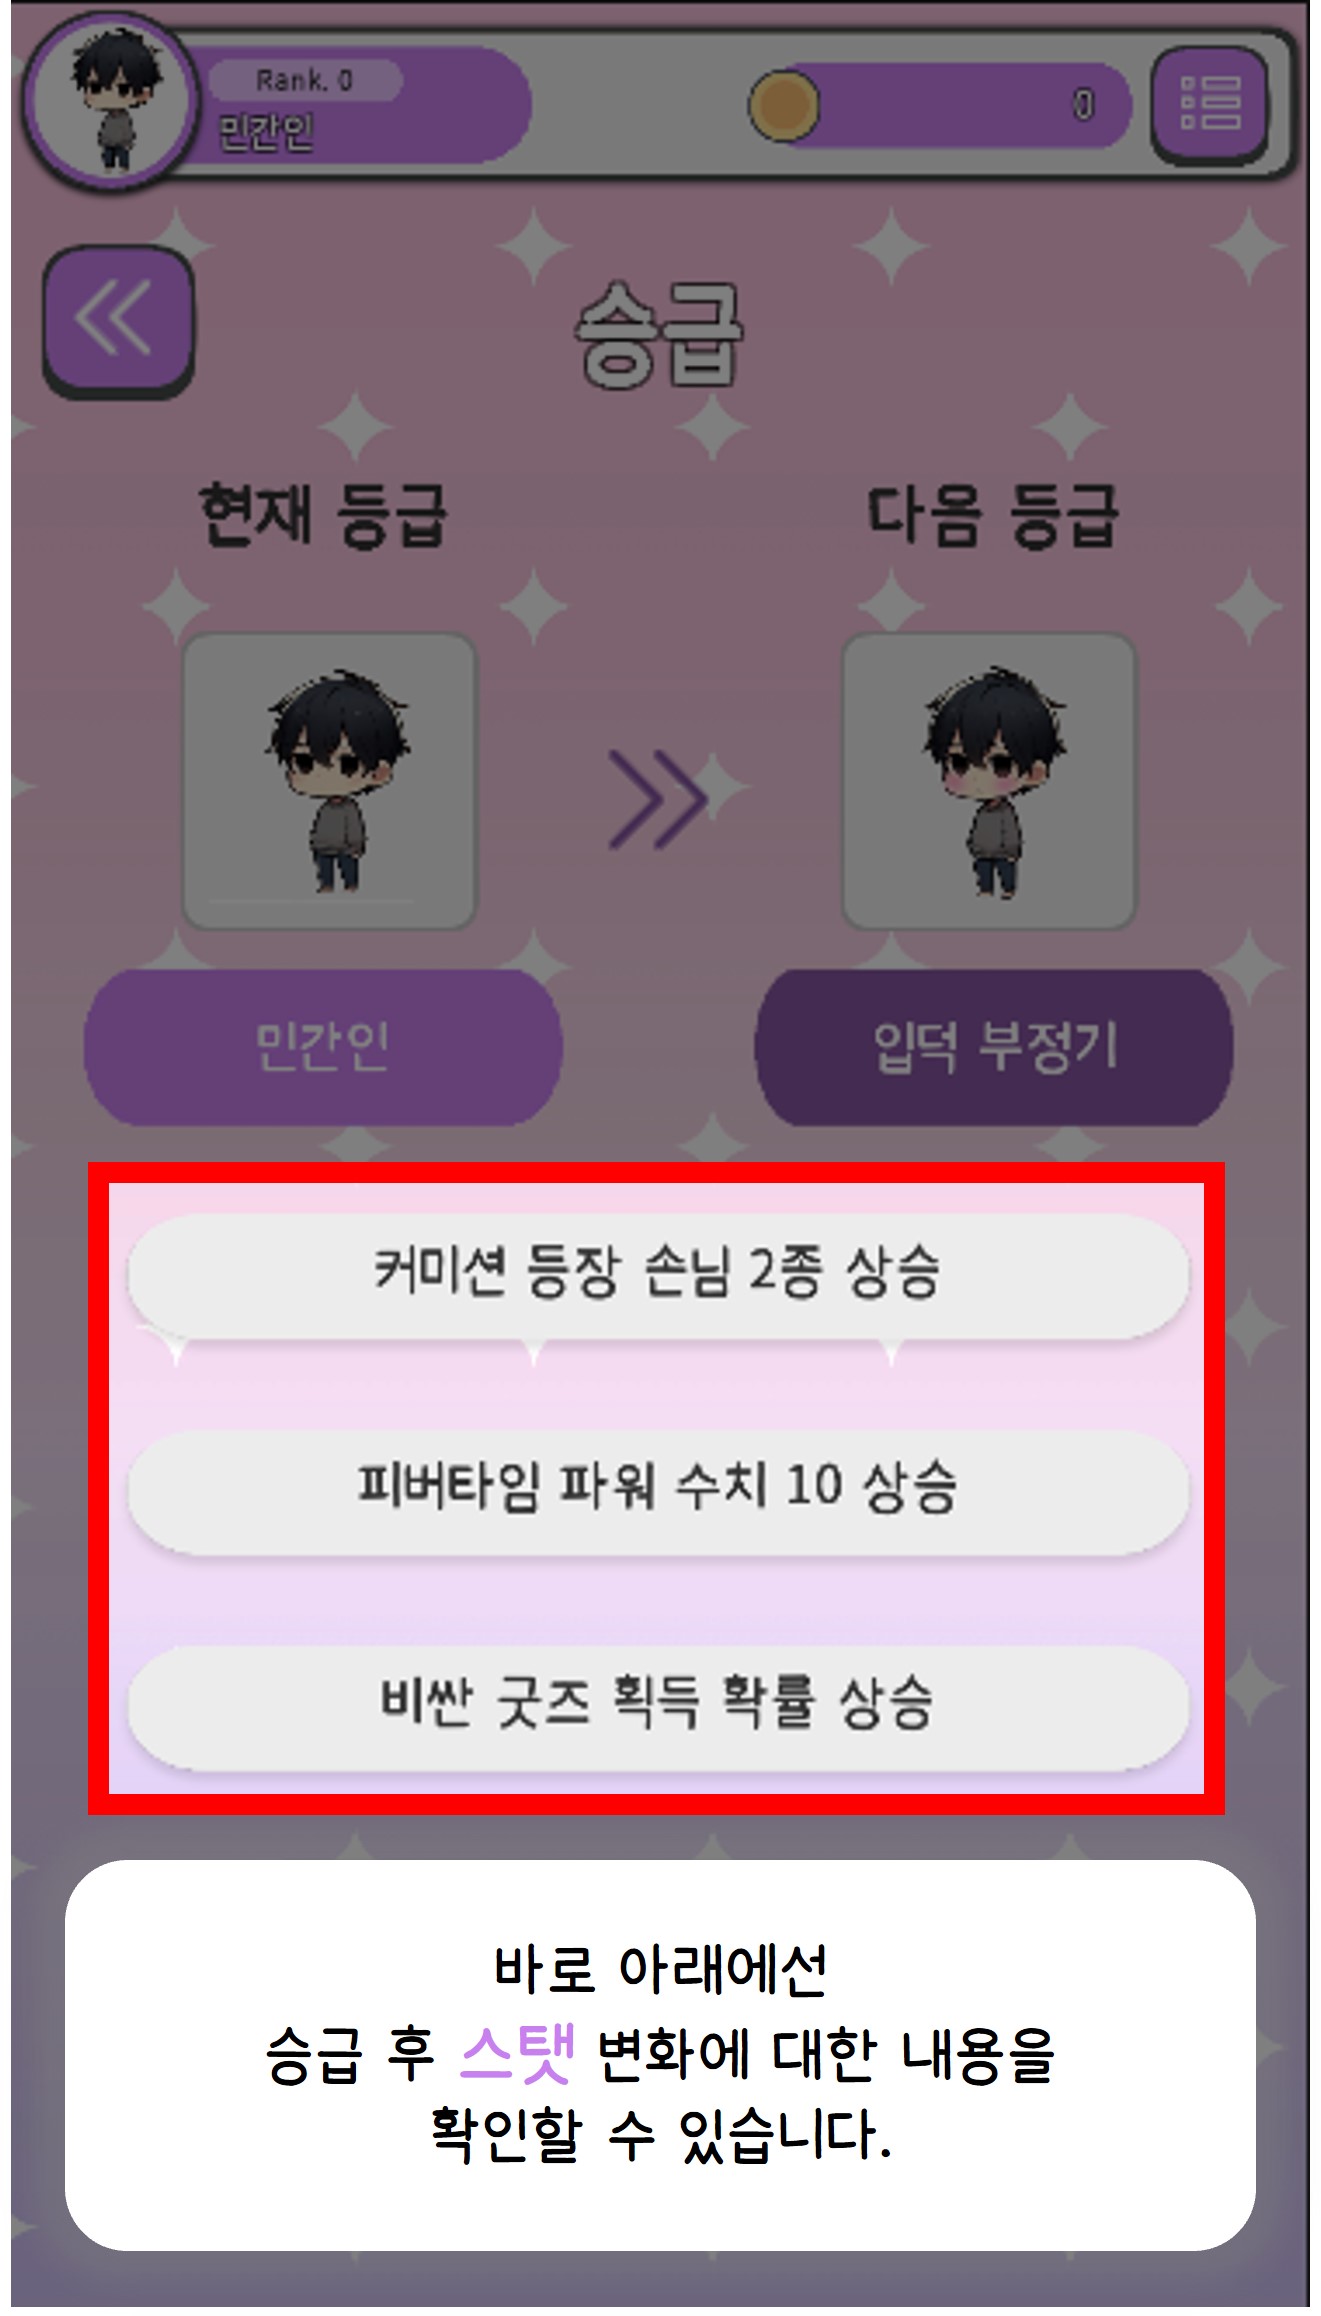 Rank. 0
민간인
0
승급
현재 등급
다음 등급
민간인
입덕 부정기
커미션 등장 손님 2종 상승
피버타임 파워 수치 10 상승
비싼 굿즈 획득 확률 상승
바로 아래에선
승급 후 스탯 변화에 대한 내용을
확인할 수 있습니다.